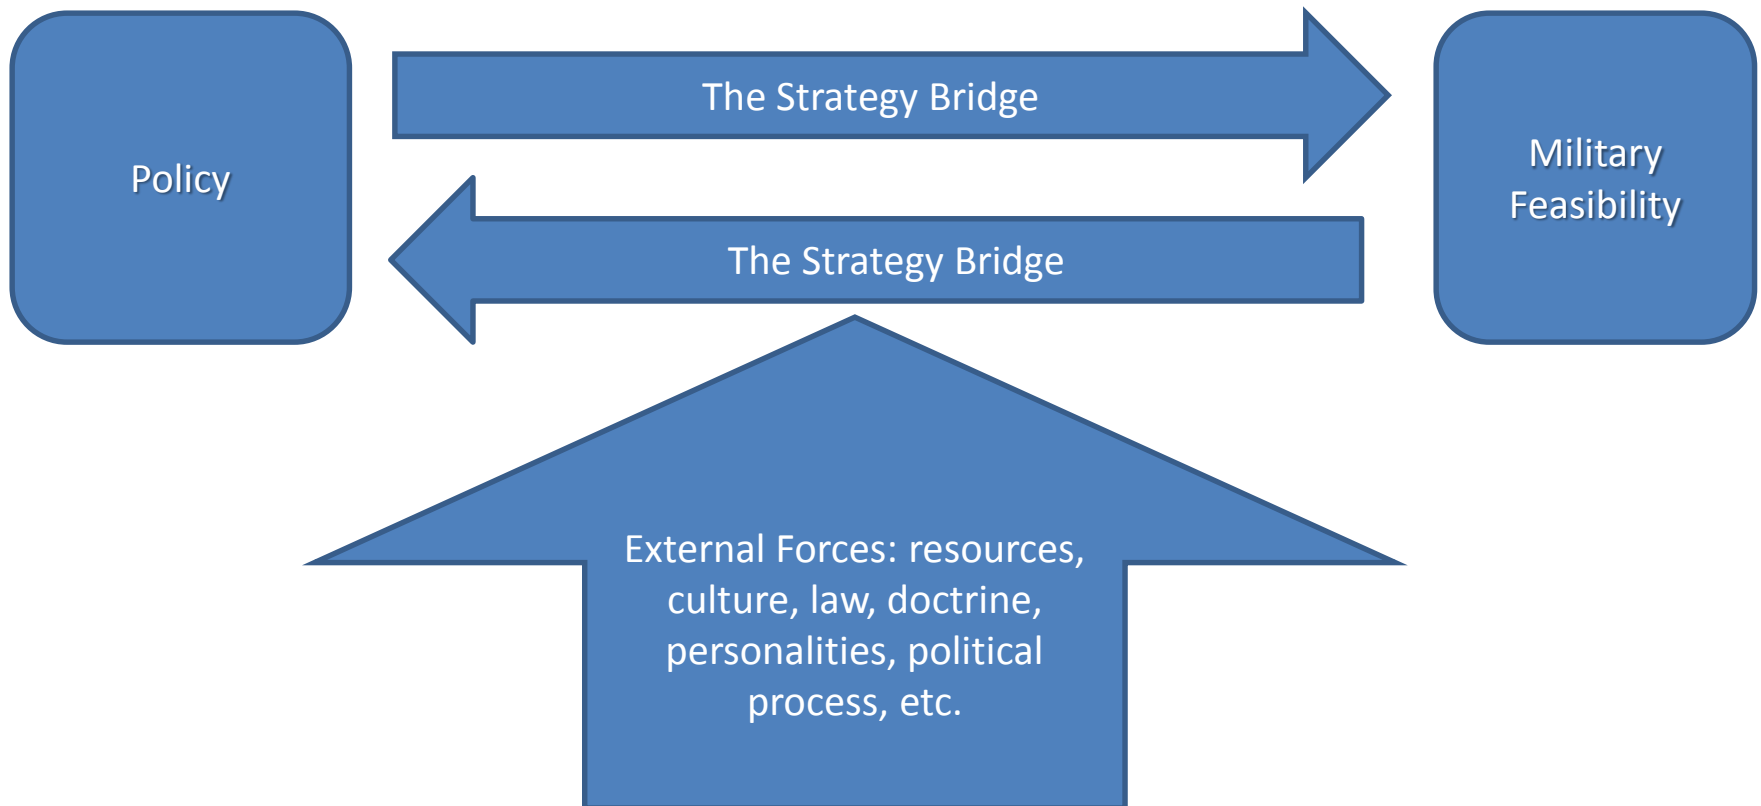 The Strategy Bridge
Policy
Military
Feasibility
The Strategy Bridge
External Forces: resources,
culture, law, doctrine,
personalities, political
process, etc.